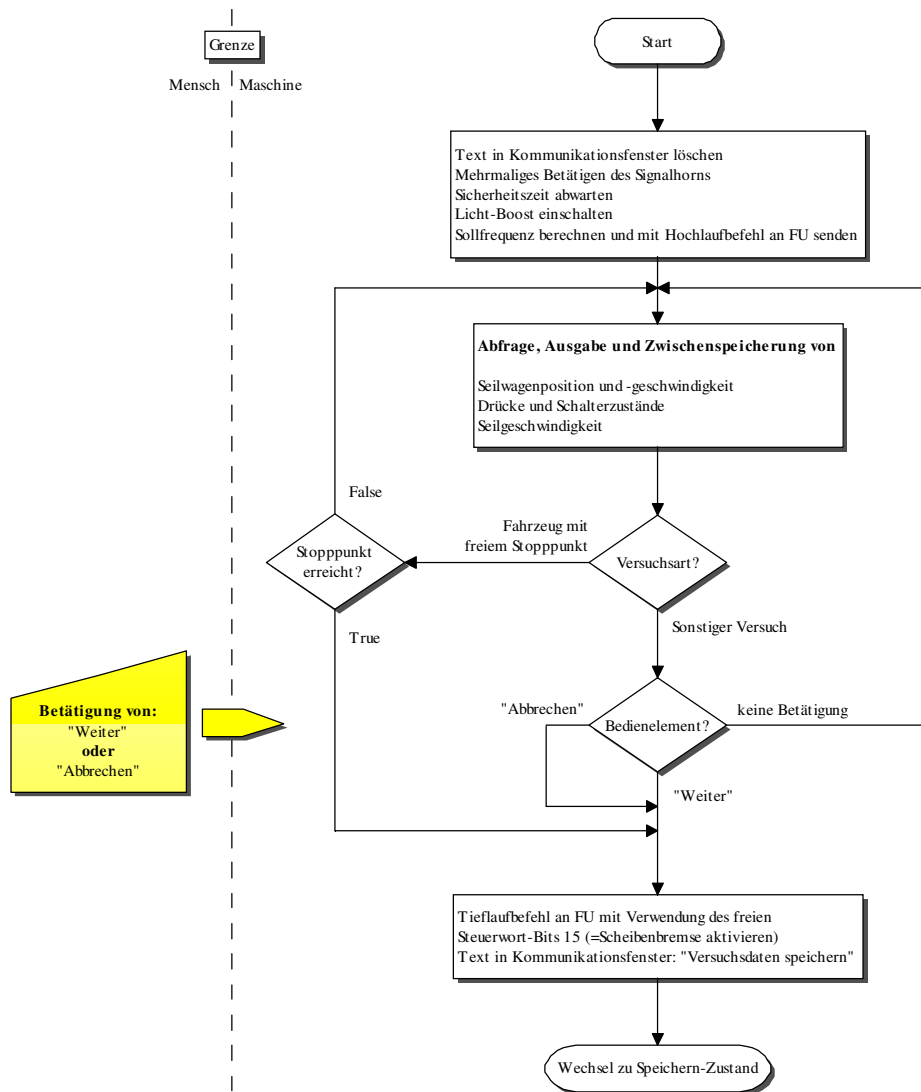 Grenze
Mensch
Maschine
Start
Text in Kommunikationsfenster löschen
Mehrmaliges Betätigen des Signalhorns
Sicherheitszeit abwarten
Licht-Boost einschalten
Sollfrequenz berechnen und mit Hochlaufbefehl an FU senden
Abfrage, Ausgabe und Zwischenspeicherung von
Seilwagenposition und -geschwindigkeit
Drücke und Schalterzustände
Seilgeschwindigkeit
False
Stopppunkt
erreicht?
True
Fahrzeug mit
freiem Stopppunkt
Versuchsart?
Sonstiger Versuch
Betätigung von:
"Weiter"
oder
"Abbrechen"
"Abbrechen"
Bedienelement?
keine Betätigung
"Weiter"
Tieflaufbefehl an FU mit Verwendung des freien
Steuerwort-Bits 15 (=Scheibenbremse aktivieren)
Text in Kommunikationsfenster: "Versuchsdaten speichern"
Wechsel zu Speichern-Zustand